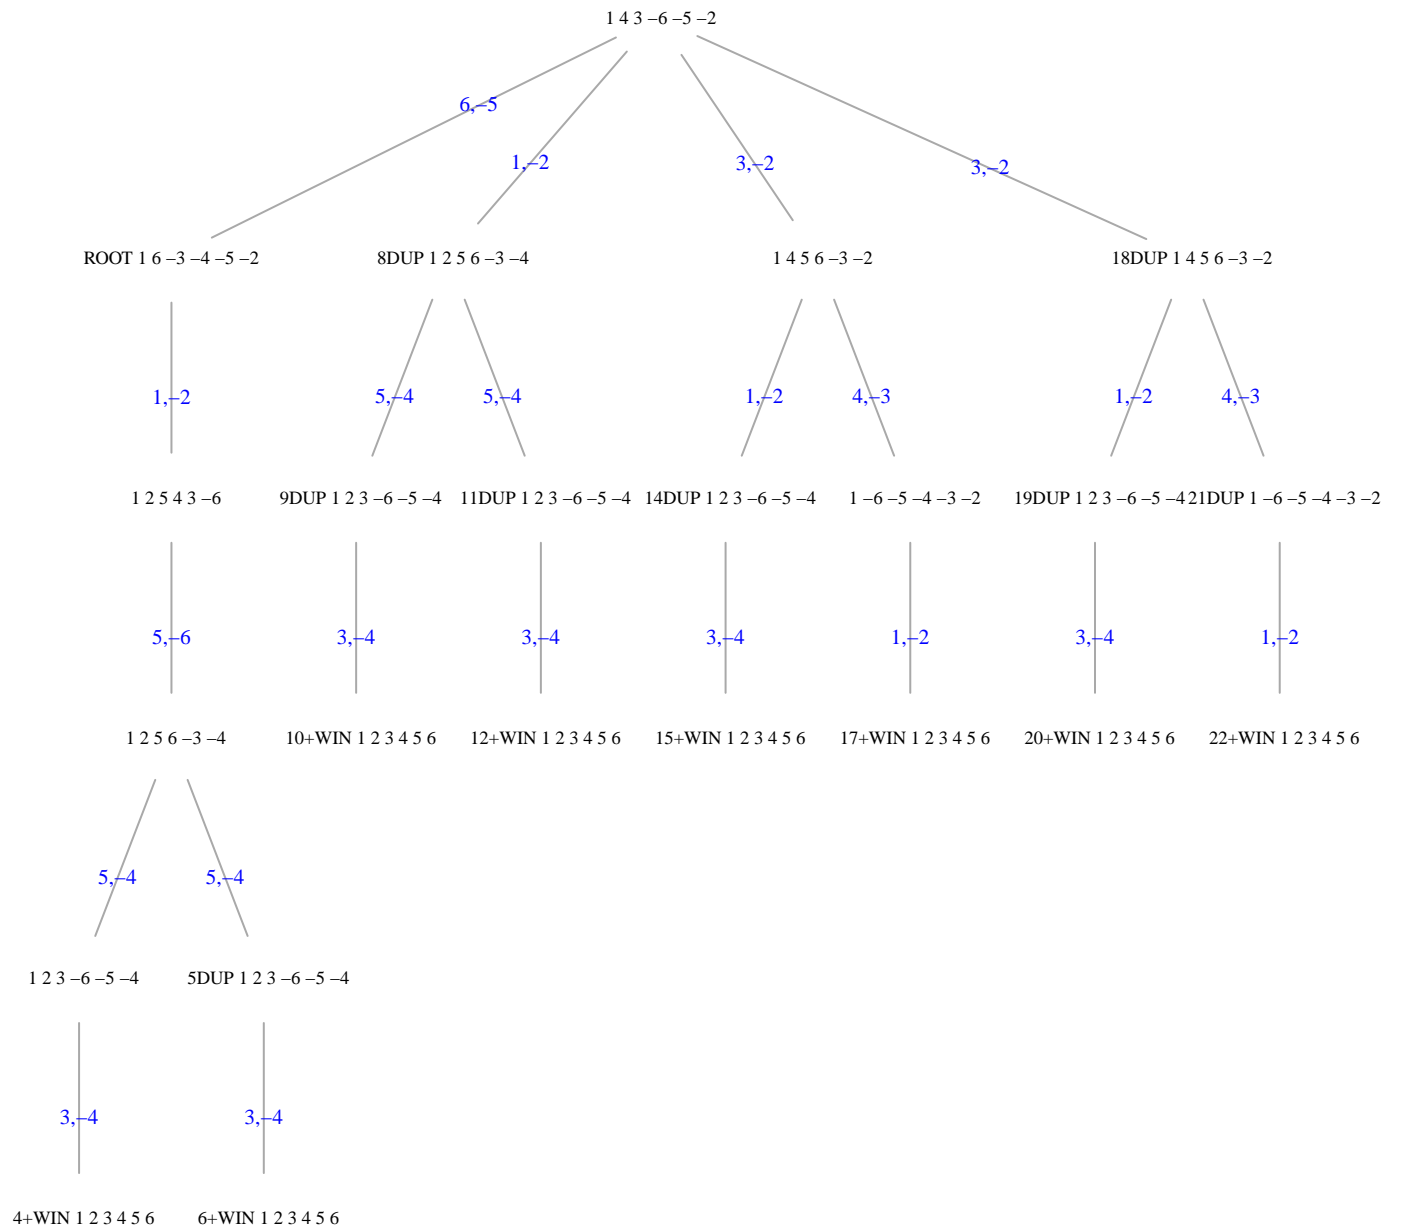 1 4 3 –6 –5 –2
6,–5
1,–2
3,–2
3,–2
ROOT 1 6 –3 –4 –5 –2
8DUP 1 2 5 6 –3 –4
1 4 5 6 –3 –2
18DUP 1 4 5 6 –3 –2
1,–2
5,–4
5,–4
1,–2
4,–3
1,–2
4,–3
1 2 5 4 3 –6
9DUP 1 2 3 –6 –5 –4
11DUP 1 2 3 –6 –5 –4
14DUP 1 2 3 –6 –5 –4
1 –6 –5 –4 –3 –2
19DUP 1 2 3 –6 –5 –4
21DUP 1 –6 –5 –4 –3 –2
5,–6
3,–4
3,–4
3,–4
1,–2
3,–4
1,–2
1 2 5 6 –3 –4
10+WIN 1 2 3 4 5 6
12+WIN 1 2 3 4 5 6
15+WIN 1 2 3 4 5 6
17+WIN 1 2 3 4 5 6
20+WIN 1 2 3 4 5 6
22+WIN 1 2 3 4 5 6
5,–4
5,–4
1 2 3 –6 –5 –4
5DUP 1 2 3 –6 –5 –4
3,–4
3,–4
4+WIN 1 2 3 4 5 6
6+WIN 1 2 3 4 5 6